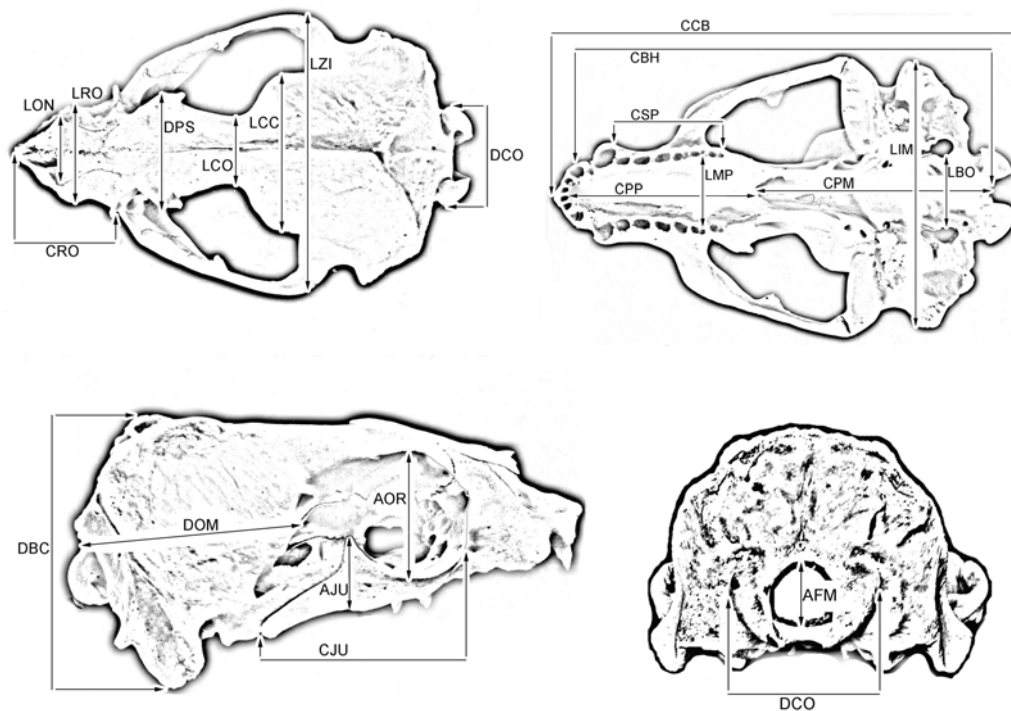 LON
LRO
DPS
LCO
LCC
LZI
DCO
CRO
CCB
CBH
CSP
LIM
LMP
LBO
CPP
CPM
DBC
DOM
AOR
AJU
CJU
AFM
DCO